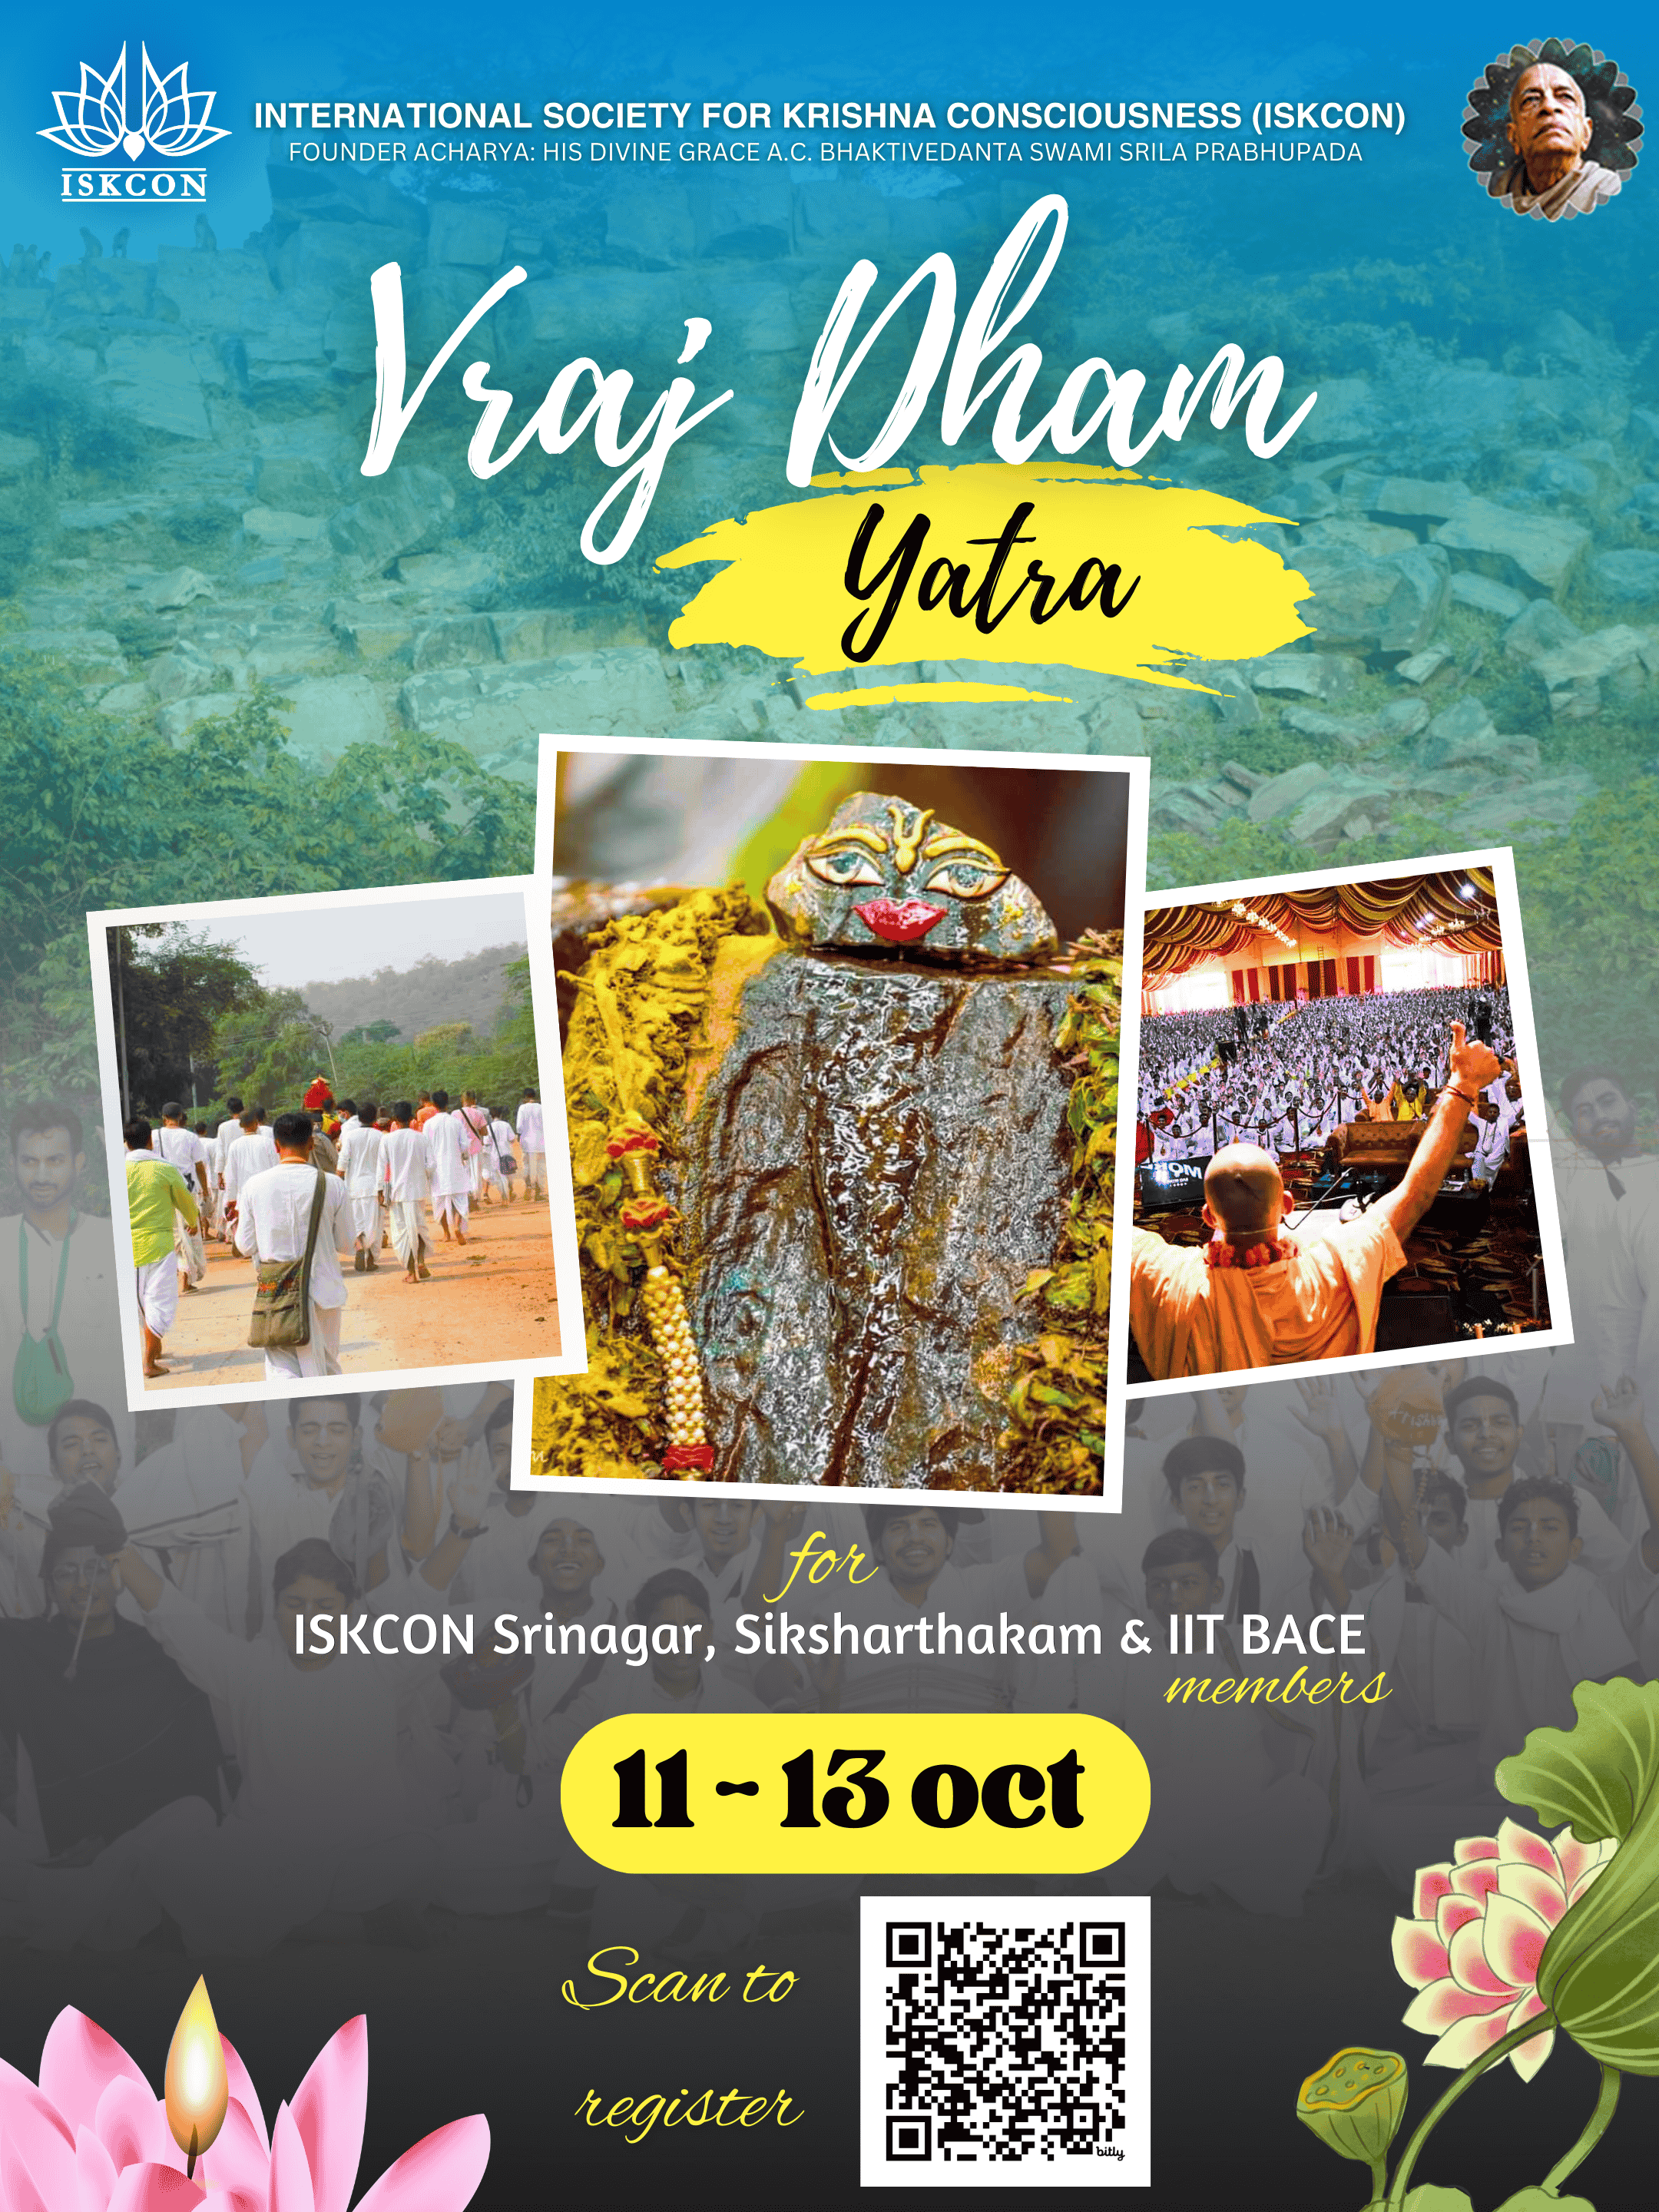 ISKCON
INTERNATIONAL SOCIETY FOR KRISHNA CONSCIOUSNESS (ISKCON)
FOUNDER ACHARYA: HIS DIVINE GRACE A.C. BHAKTIVEDANTA SWAMI SRILA PRABHUPADA
Vraj Dham
Yatra
for
ISKCON Srinagar, Siksharthakam & IIT BACE
members
11 - 13 oct
Scan to
register
bitly